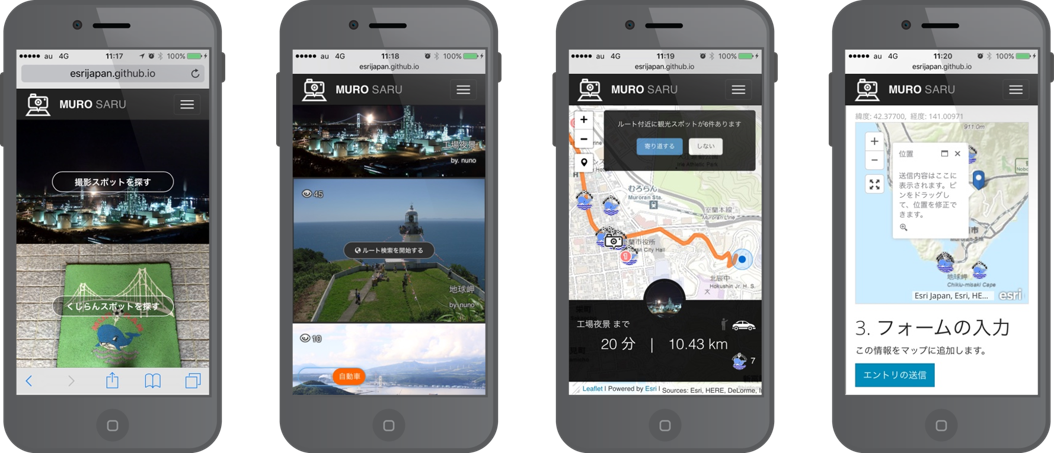 au 4G 11:17 100%
esrijapan.github.io
MURO SARU
撮影スポットを探す
くじらんスポットを探す
au 4G 11:18 100%
esrijapan.github.io
MURO SARU
工場夜景
by. nuno
45
ルート検索を開始する
地球岬
by. nuno
10
自動車
au 4G 11:19 100%
esrijapan.github.io
MURO SARU
+
−
ルート付近に観光スポットが6件あります
寄り道する
しない
むろらん
Muroran Sta.
室蘭本線
Muroran Line
蘭市役所
City Hall
北辰中
Hokushin Jr. H. S.
工場夜景 まで
20 分 | 10.43 km
7
Leaflet | Powered by Esri | Sources: Esri, HERE, DeLorme, I
au 4G 11:20 100%
esrijapan.github.io
MURO SARU
緯度: 42.37700, 経度: 141.00971
911.0m
+
−
位置
送信内容はここに
表示されます。ピ
ンをドラッグし
て、位置を修正で
きます。
市
地球岬
Chikiu-misaki Cape
Esri Japan, Esri, HE...
esri
3. フォームの入力
この情報をマップに追加します。
エントリの送信